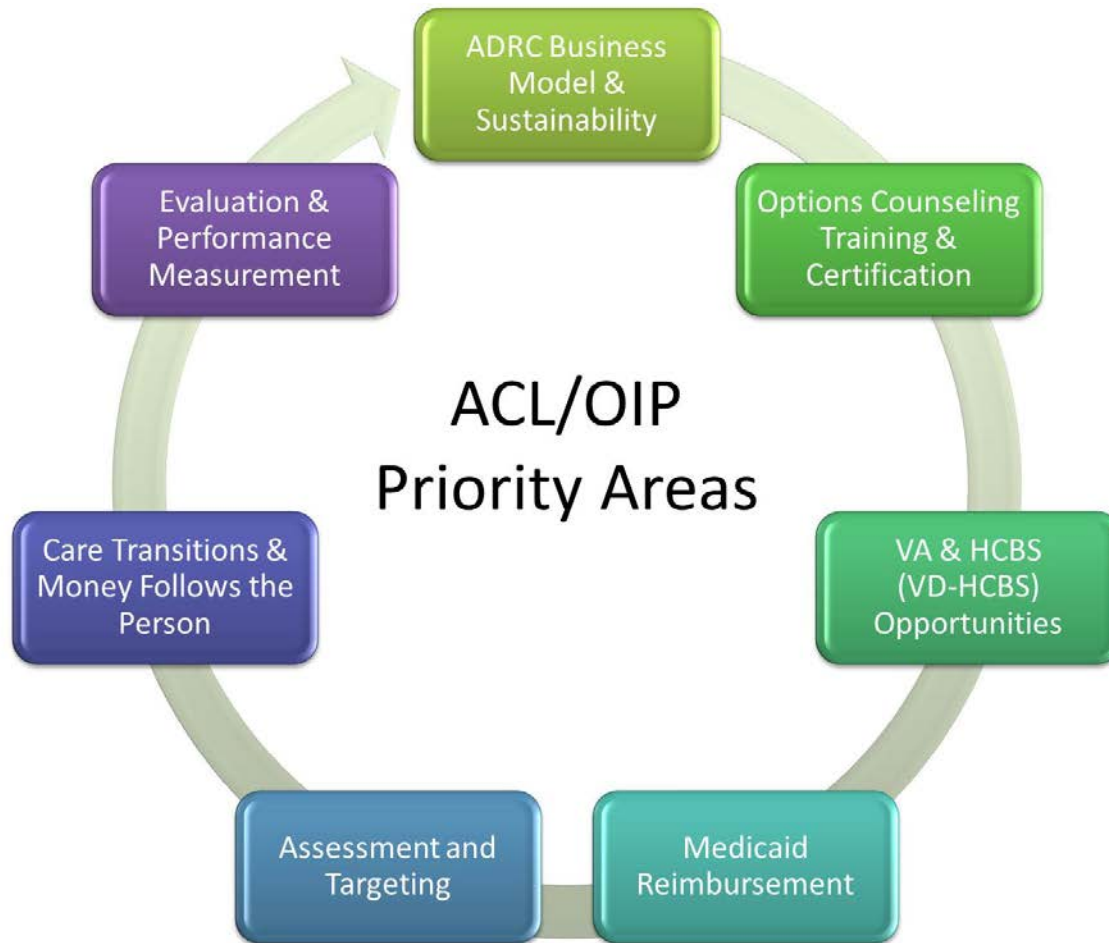 ADRC Business
Model &
Sustainability
Options Counseling
Training &
Certification
VA & HCBS
(VD-HCBS)
Opportunities
Medicaid
Reimbursement
Assessment and
Targeting
Care Transitions &
Money Follows the
Person
Evaluation &
Performance
Measurement
ACL/OIP
Priority Areas